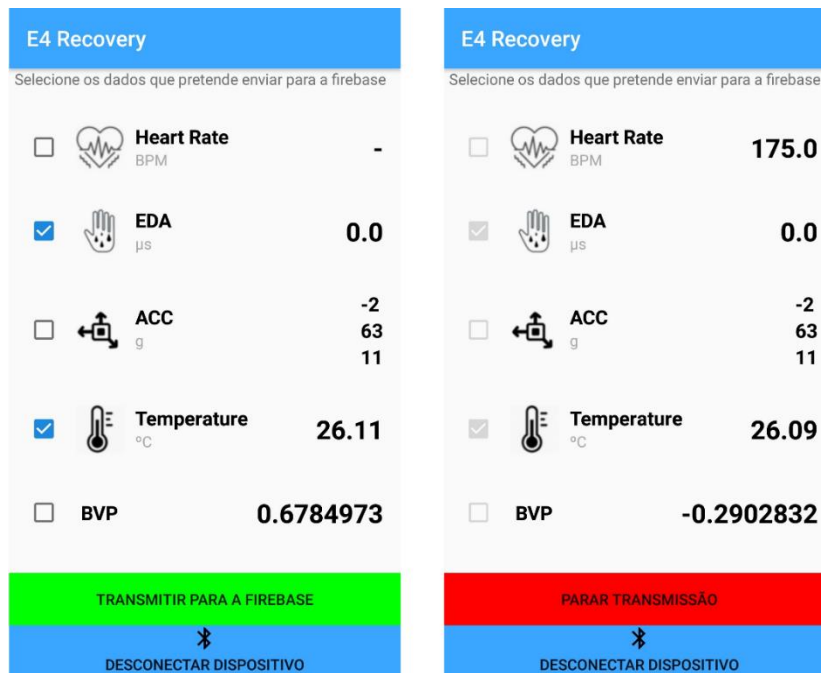 E4 Recovery
Selecione os dados que pretende enviar para a firebase
Heart Rate
BPM
-
EDA
µs
0.0
ACC
g
-2
63
11
Temperature
ºC
26.11
BVP
0.6784973
TRANSMITIR PARA A FIREBASE
DESCONECTAR DISPOSITIVO
E4 Recovery
Selecione os dados que pretende enviar para a firebase
Heart Rate
BPM
175.0
EDA
µs
0.0
ACC
g
-2
63
11
Temperature
ºC
26.09
BVP
-0.2902832
PARAR TRANSMISSÃO
DESCONECTAR DISPOSITIVO